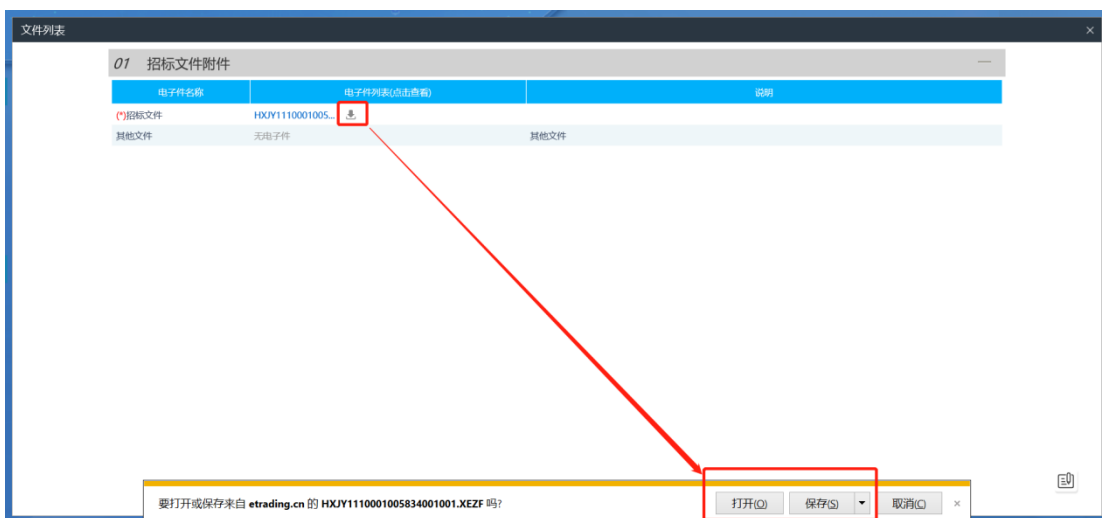 文件列表 ×
01 招标文件附件 —
电子件名称 电子件列表(点击查看) 说明
(*)招标文件 HXJY1110001005...
其他文件 无电子件 其他文件
要打开或保存来自 etrading.cn 的 HXJY1110001005834001001.XEZF 吗? 打开(O) 保存(S) 取消(C) ×